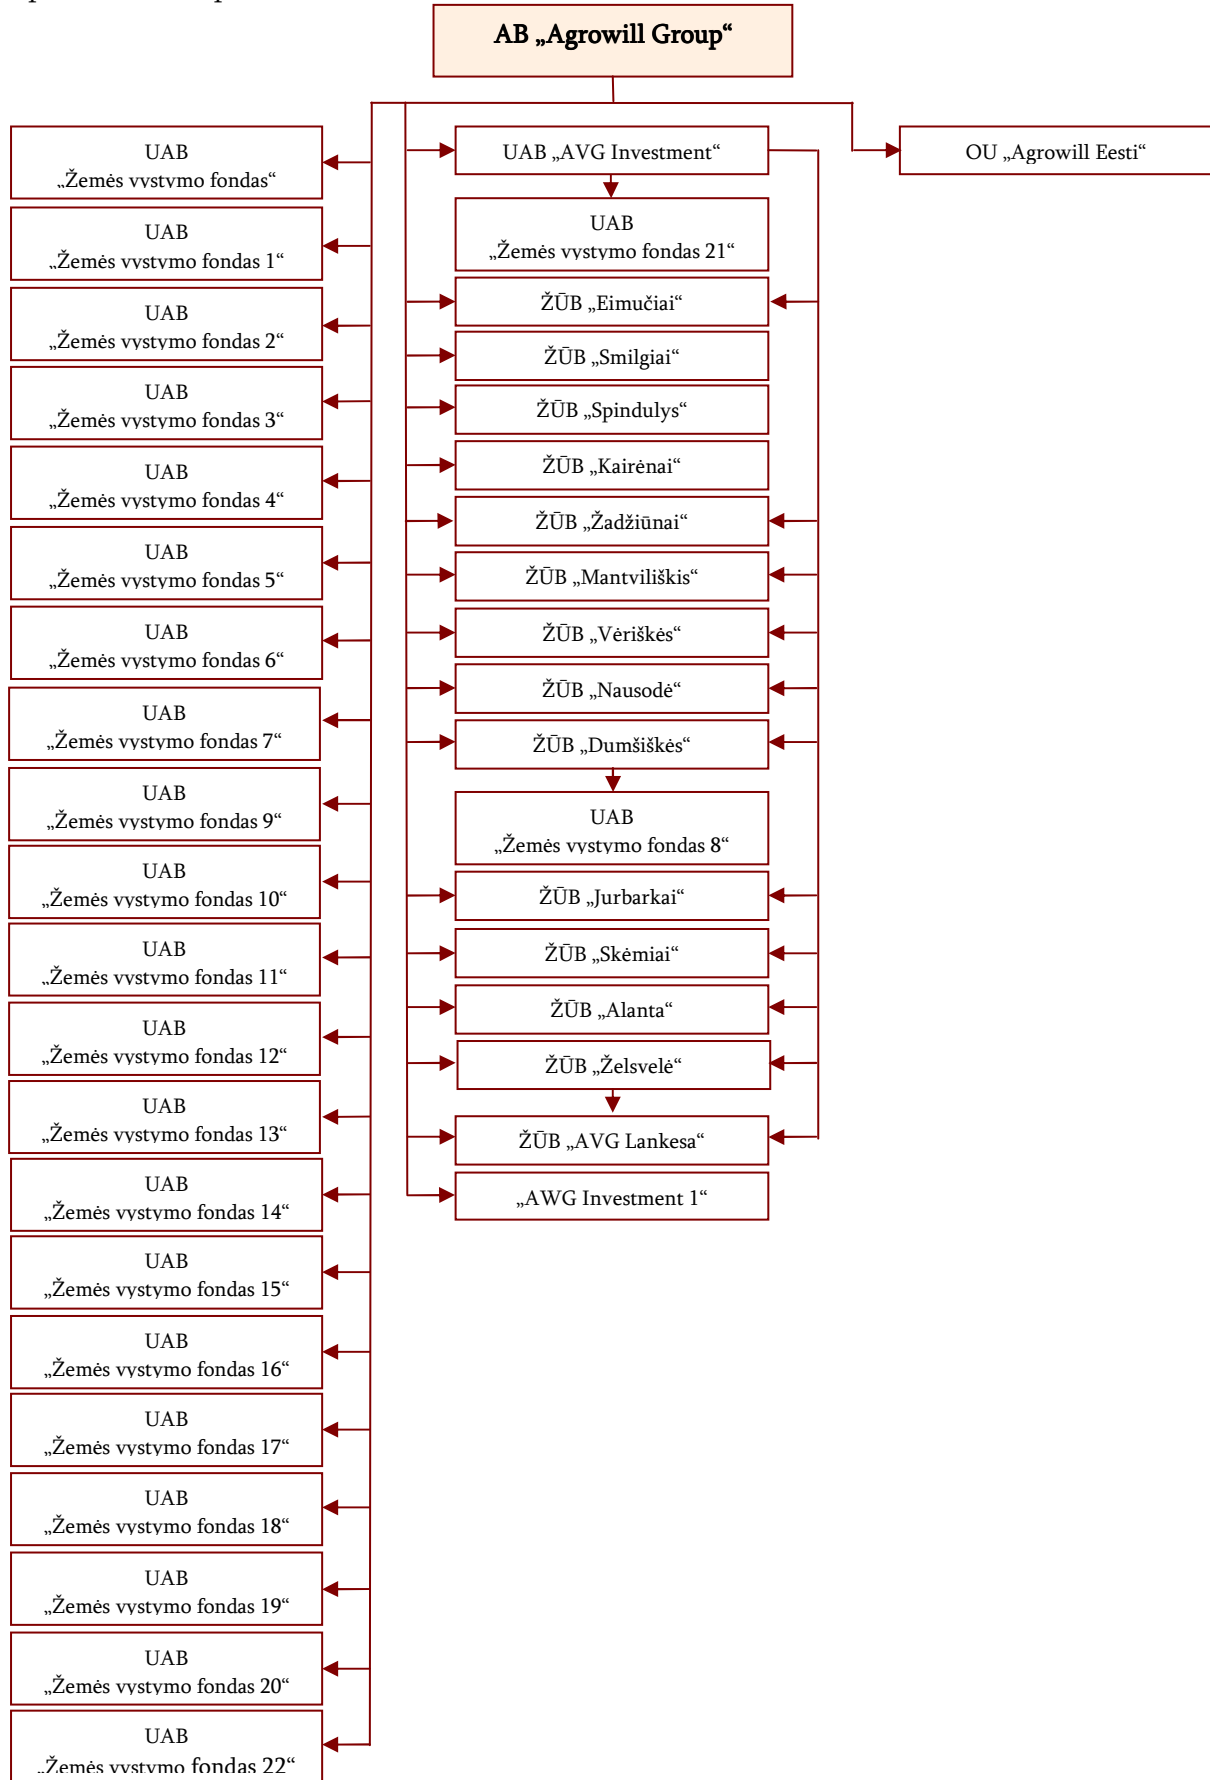 AB „Agrowill Group“
UAB
„Žemės vystymo fondas“
UAB
„Žemės vystymo fondas 1“
UAB
„Žemės vystymo fondas 2“
UAB
„Žemės vystymo fondas 3“
UAB
„Žemės vystymo fondas 4“
UAB
„Žemės vystymo fondas 5“
UAB
„Žemės vystymo fondas 6“
UAB
„Žemės vystymo fondas 7“
UAB
„Žemės vystymo fondas 9“
UAB
„Žemės vystymo fondas 10“
UAB
„Žemės vystymo fondas 11“
UAB
„Žemės vystymo fondas 12“
UAB
„Žemės vystymo fondas 13“
UAB
„Žemės vystymo fondas 14“
UAB
„Žemės vystymo fondas 15“
UAB
„Žemės vystymo fondas 16“
UAB
„Žemės vystymo fondas 17“
UAB
„Žemės vystymo fondas 18“
UAB
„Žemės vystymo fondas 19“
UAB
„Žemės vystymo fondas 20“
UAB
„Žemės vystymo fondas 22“
UAB „AVG Investment“
UAB
„Žemės vystymo fondas 21“
ŽŪB „Eimučiai“
ŽŪB „Smilgiai“
ŽŪB „Spindulys“
ŽŪB „Kairėnai“
ŽŪB „Žadžiūnai“
ŽŪB „Mantviliškis“
ŽŪB „Vėriškės“
ŽŪB „Nausodė“
ŽŪB „Dumšiškės“
UAB
„Žemės vystymo fondas 8“
ŽŪB „Jurbarkai“
ŽŪB „Skėmiai“
ŽŪB „Alanta“
ŽŪB „Želsvelė“
ŽŪB „AVG Lankesa“
„AWG Investment 1“
OU „Agrowill Eesti“